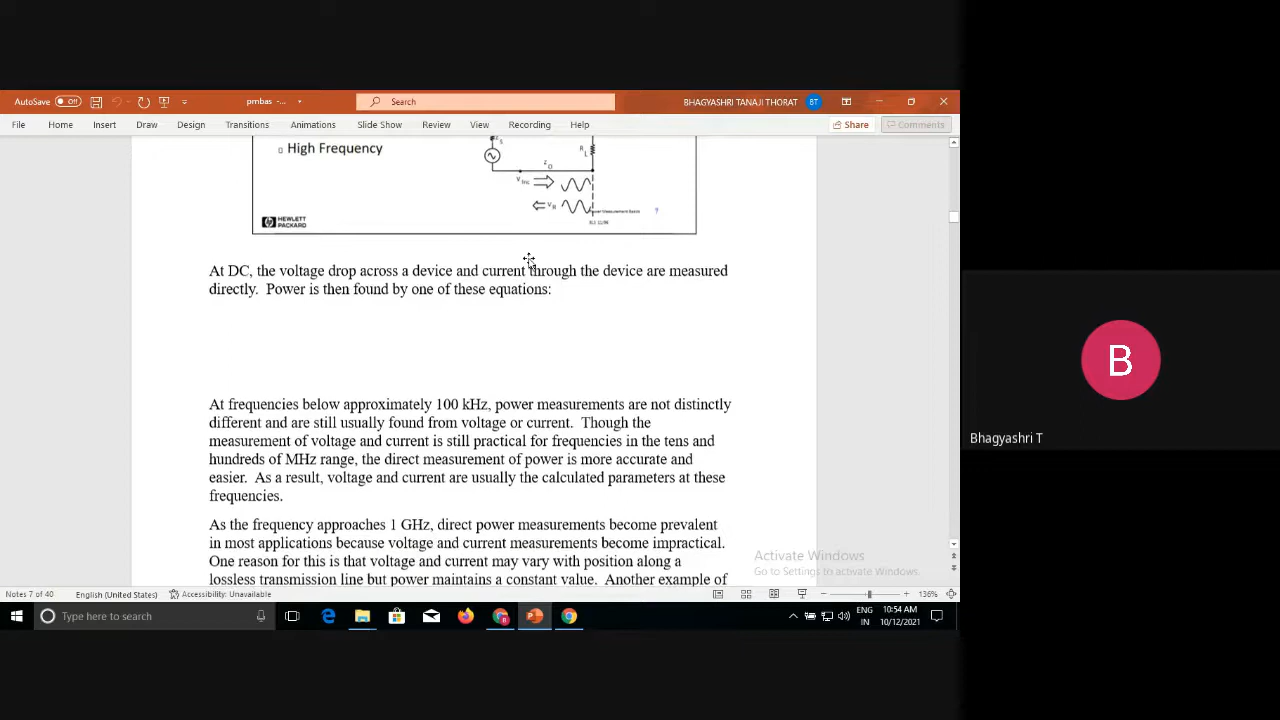 AutoSave Off
pmbas -...
Search
BHAGYASHRI TANAJI THORAT BT
File Home Insert Draw Design Transitions Animations Slide Show Review View Recording Help
Share Comments
High Frequency
R L
Z O
V Inc
V R
Power Measurement Basics
HEWLETT
PACKARD
At DC, the voltage drop across a device and current through the device are measured
directly. Power is then found by one of these equations:
At frequencies below approximately 100 kHz, power measurements are not distinctly
different and are still usually found from voltage or current. Though the
measurement of voltage and current is still practical for frequencies in the tens and
hundreds of MHz range, the direct measurement of power is more accurate and
easier. As a result, voltage and current are usually the calculated parameters at these
frequencies.
As the frequency approaches 1 GHz, direct power measurements become prevalent
in most applications because voltage and current measurements become impractical.
One reason for this is that voltage and current may vary with position along a
lossless transmission line but power maintains a constant value. Another example of
Activate Windows
Go to Settings to activate Windows.
Notes 7 of 40 English (United States) Accessibility: Unavailable 136%
Type here to search
ENG
IN
10:54 AM
10/12/2021
B
Bhagyashri T